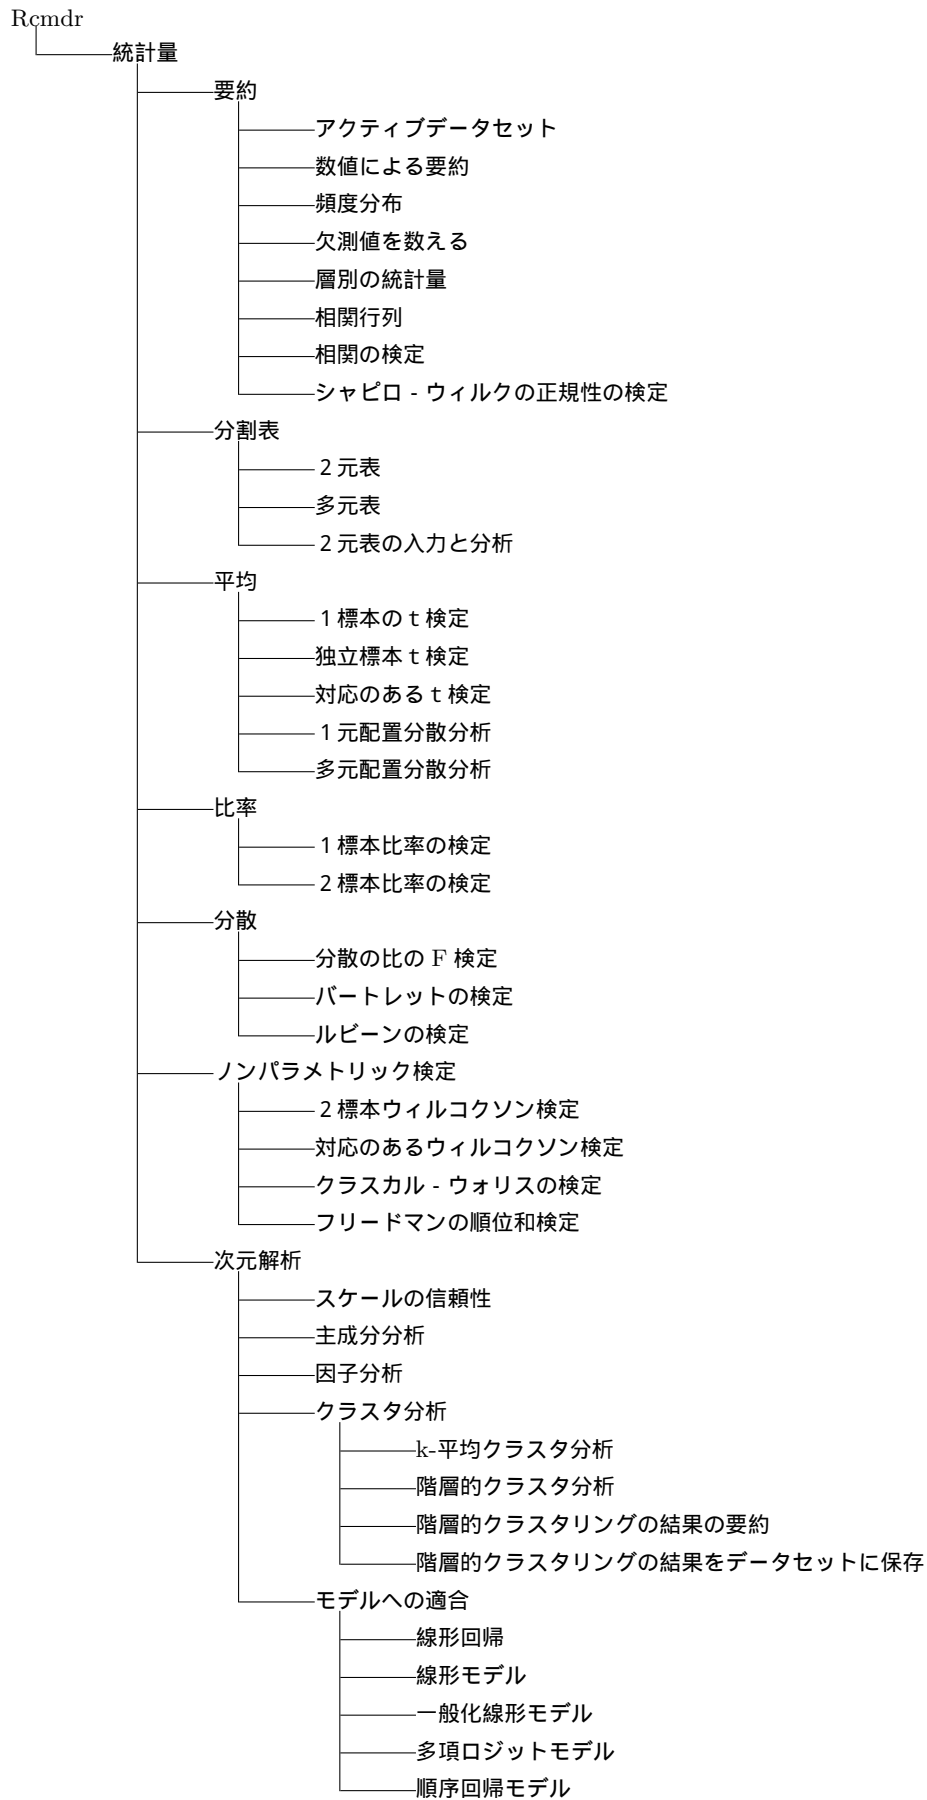 Rcmdr
統計量
要約
アクティブデータセット
数値による要約
頻度分布
欠測値を数える
層別の統計量
相関行列
相関の検定
シャピロ - ウィルクの正規性の検定
分割表
２元表
多元表
２元表の入力と分析
平均
１標本の t 検定
独立標本 t 検定
対応のある t 検定
１元配置分散分析
多元配置分散分析
比率
１標本比率の検定
２標本比率の検定
分散
分散の比の F 検定
バートレットの検定
ルビーンの検定
ノンパラメトリック検定
２標本ウィルコクソン検定
対応のあるウィルコクソン検定
クラスカル - ウォリスの検定
フリードマンの順位和検定
次元解析
スケールの信頼性
主成分分析
因子分析
クラスタ分析
k-平均クラスタ分析
階層的クラスタ分析
階層的クラスタリングの結果の要約
階層的クラスタリングの結果をデータセットに保存
モデルへの適合
線形回帰
線形モデル
一般化線形モデル
多項ロジットモデル
順序回帰モデル